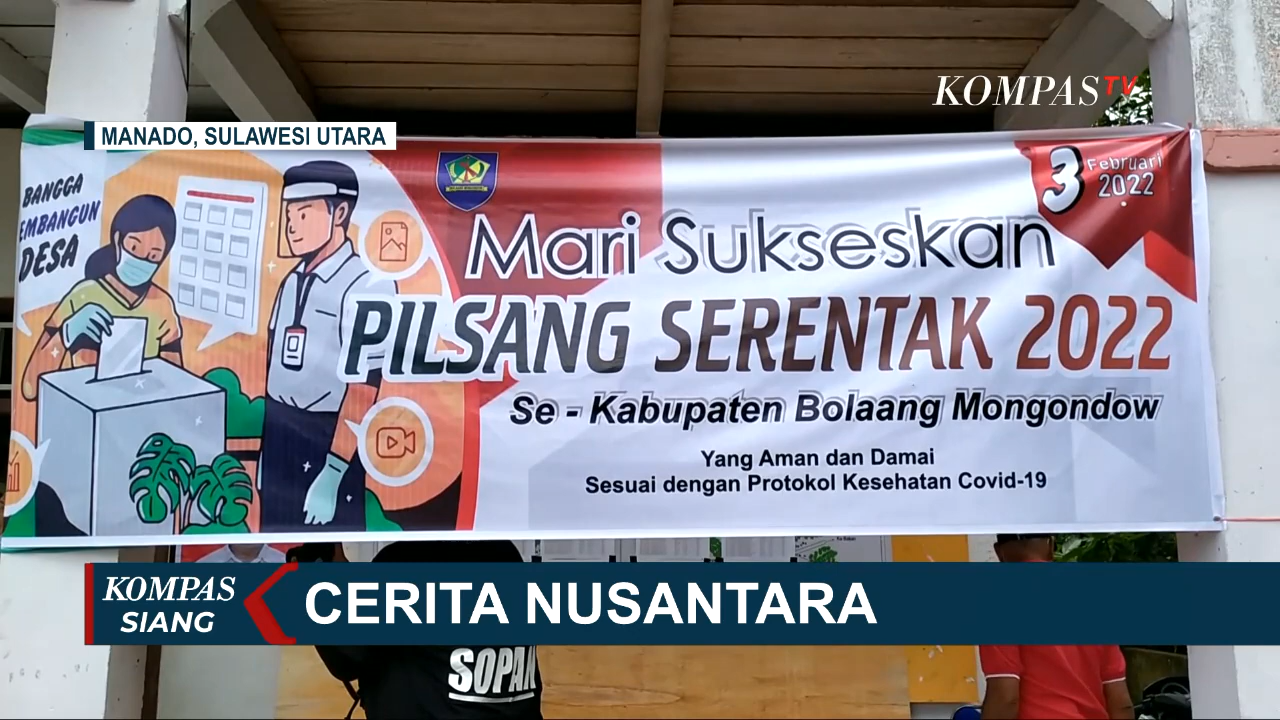 KOMPASTV
MANADO, SULAWESI UTARA
BANGGA
EMBANGUN
DESA
3 Februari
2022
Mari Sukseskan
PILSANG SERENTAK 2022
Se - Kabupaten Bolaang Mongondow
Yang Aman dan Damai
Sesuai dengan Protokol Kesehatan Covid-19
KOMPAS
SIANG
CERITA NUSANTARA